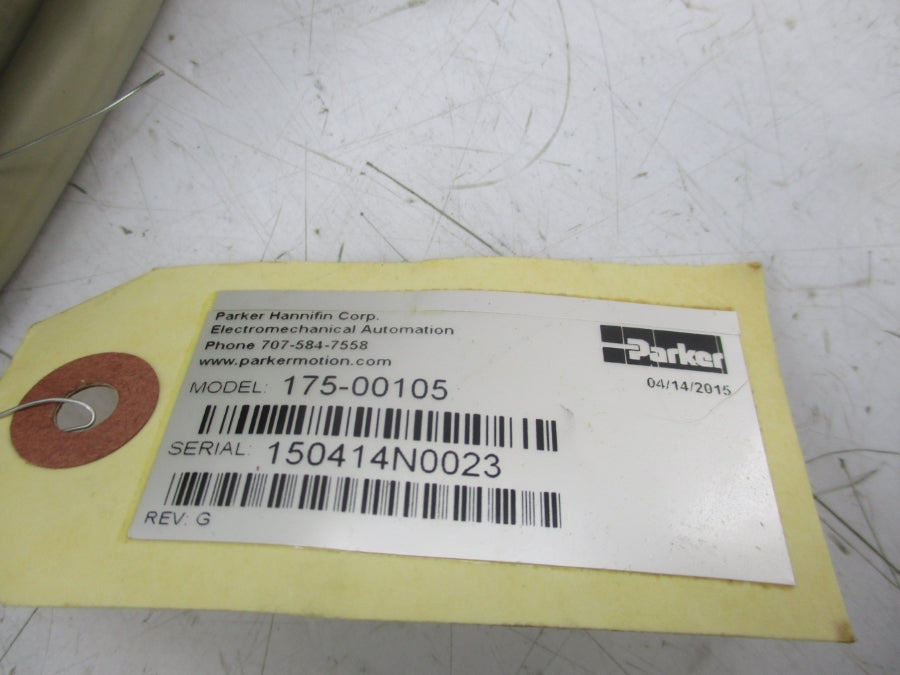 Parker Hannifin Corp.
Electromechanical Automation
Phone 707-584-7558
www.parkermotion.com
Parker
04/14/2015
MODEL: 175-00105
SERIAL: 150414N0023
REV: G